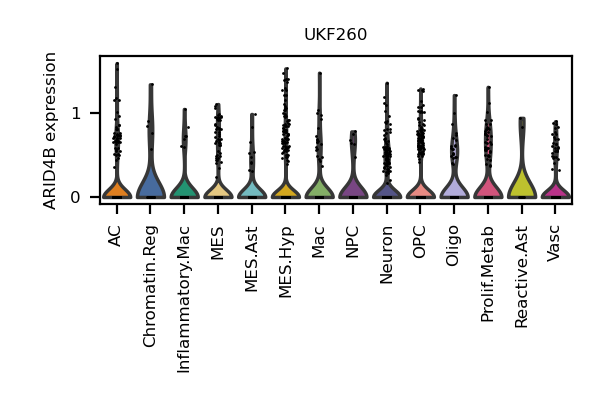 UKF260
ARID4B expression
1
0
AC
Chromatin.Reg
Inflammatory.Mac
MES
MES.Ast
MES.Hyp
Mac
NPC
Neuron
OPC
Oligo
Prolif.Metab
Reactive.Ast
Vasc